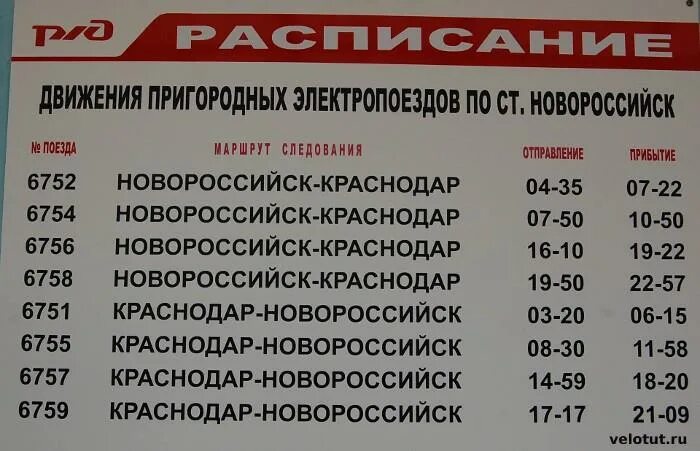 РЖД РАСПИСАНИЕ
ДВИЖЕНИЯ ПРИГОРОДНЫХ ЭЛЕКТРОПОЕЗДОВ ПО СТ. НОВОРОССИЙСК
№ ПОЕЗДА МАРШРУТ СЛЕДОВАНИЯ ОТПРАВЛЕНИЕ ПРИБЫТИЕ
6752 НОВОРОССИЙСК-КРАСНОДАР 04-35 07-22
6754 НОВОРОССИЙСК-КРАСНОДАР 07-50 10-50
6756 НОВОРОССИЙСК-КРАСНОДАР 16-10 19-22
6758 НОВОРОССИЙСК-КРАСНОДАР 19-50 22-57
6751 КРАСНОДАР-НОВОРОССИЙСК 03-20 06-15
6755 КРАСНОДАР-НОВОРОССИЙСК 08-30 11-58
6757 КРАСНОДАР-НОВОРОССИЙСК 14-59 18-20
6759 КРАСНОДАР-НОВОРОССИЙСК 17-17 21-09
velotut.ru